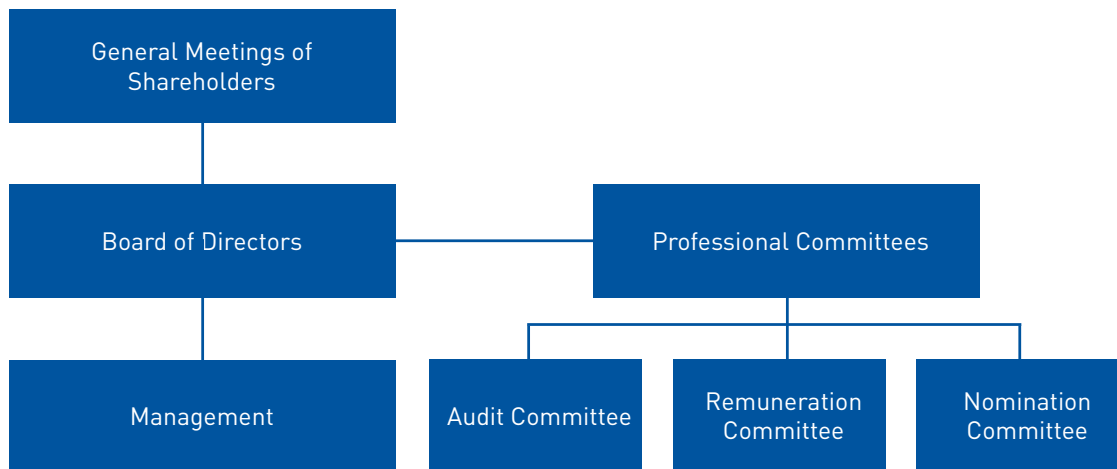 General Meetings of
Shareholders
Board of Directors
Professional Committees
Management
Audit Committee
Remuneration
Committee
Nomination
Committee